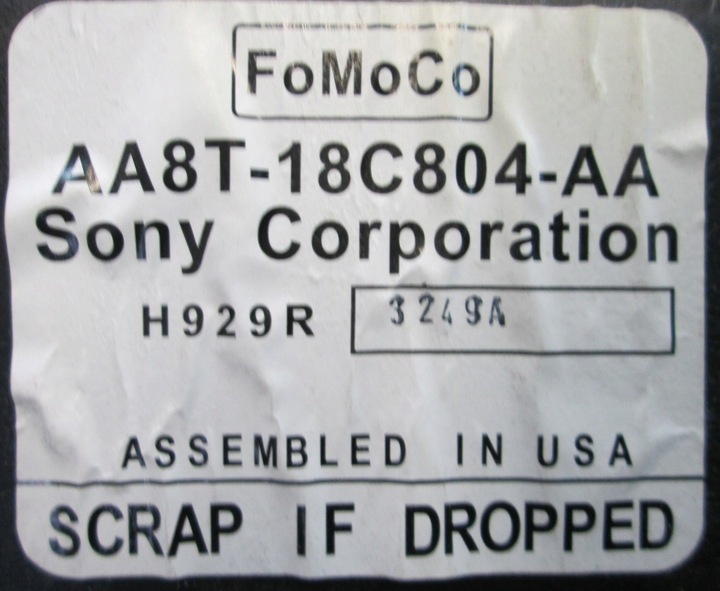 FoMoCo
AA8T-18C804-AA
Sony Corporation
H929R 3249A
ASSEMBLED IN USA
SCRAP IF DROPPED